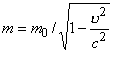 m = m₀ / √(1 − υ²/c²)